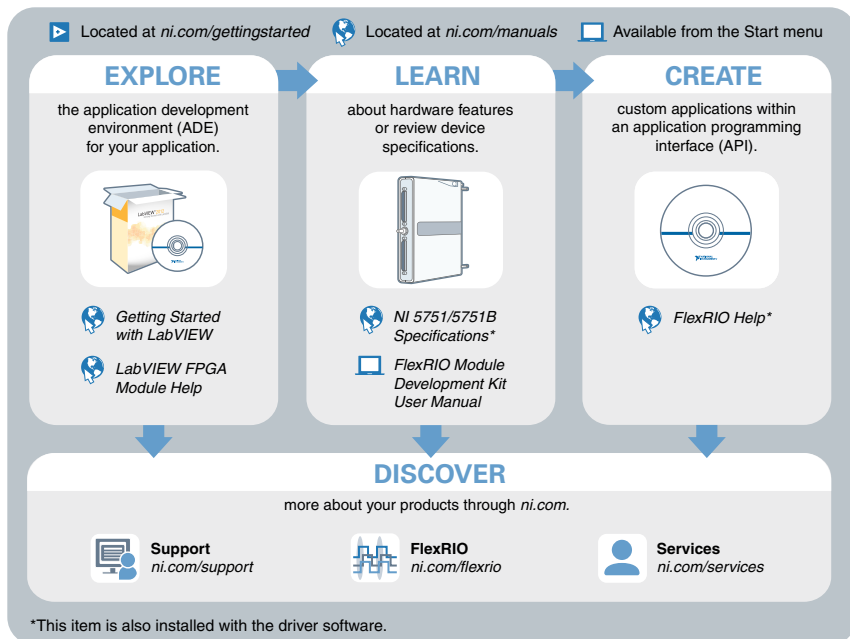 Located at ni.com/gettingstarted
Located at ni.com/manuals
Available from the Start menu
EXPLORE
the application development
environment (ADE)
for your application.
LabVIEW
Getting Started
with LabVIEW
LabVIEW FPGA
Module Help
LEARN
about hardware features
or review device
specifications.
NI 5751/5751B
Specifications*
FlexRIO Module
Development Kit
User Manual
CREATE
custom applications within
an application programming
interface (API).
FlexRIO Help*
DISCOVER
more about your products through ni.com.
Support
ni.com/support
FlexRIO
ni.com/flexrio
Services
ni.com/services
*This item is also installed with the driver software.